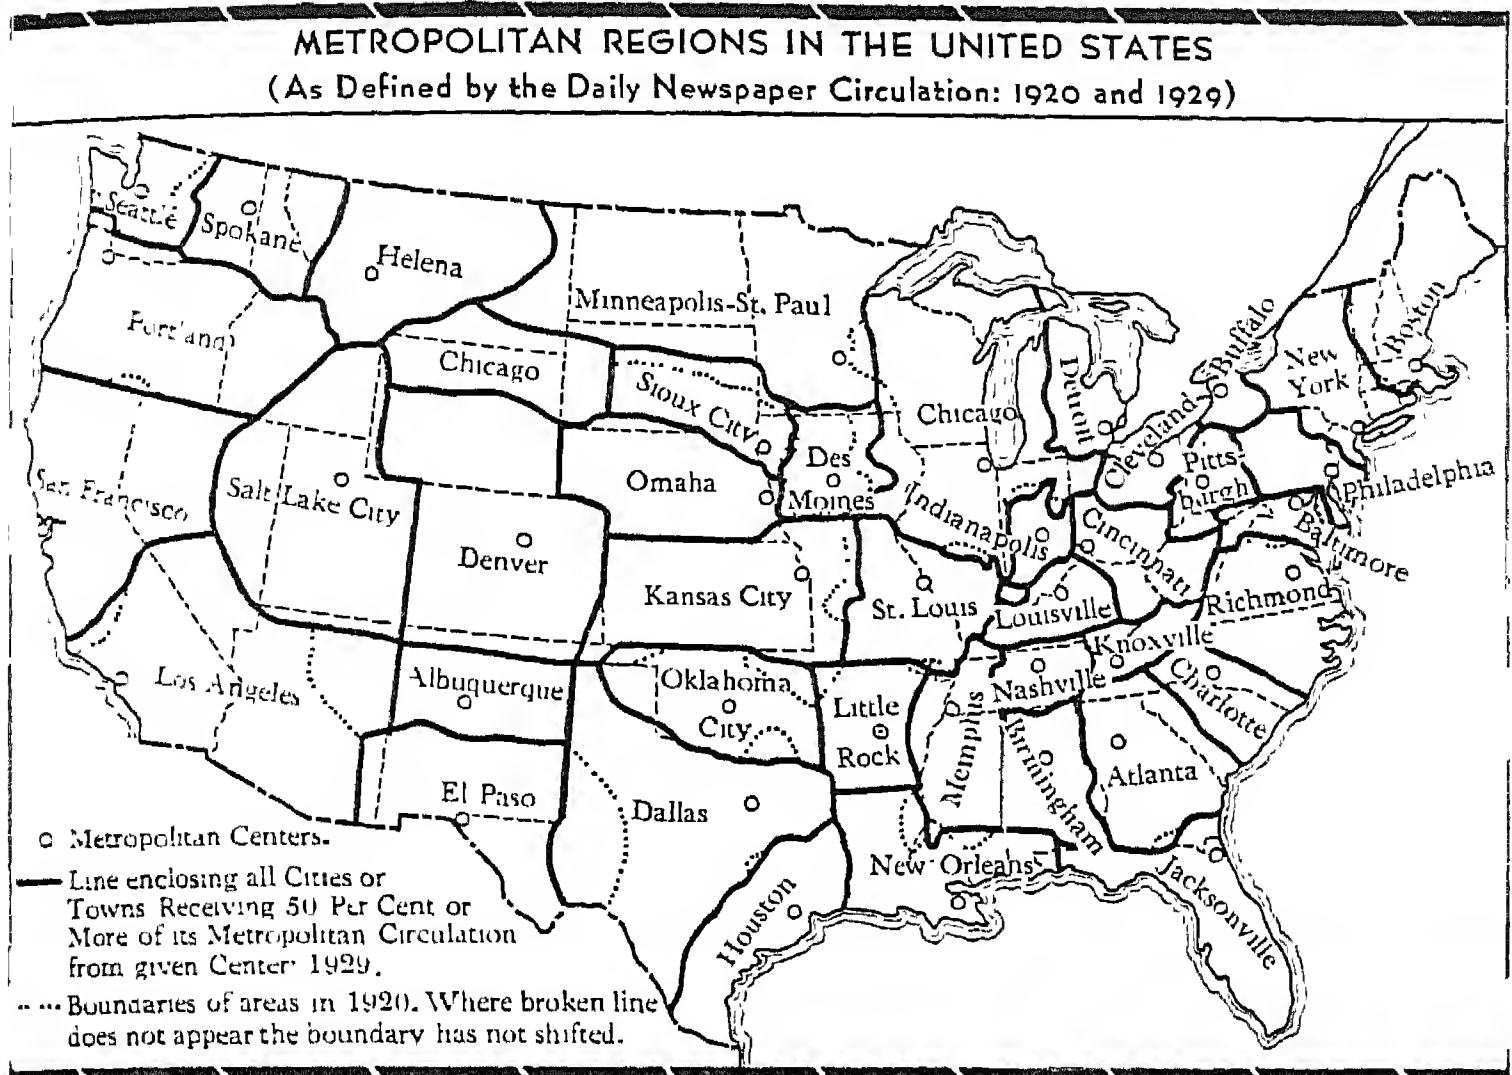 METROPOLITAN REGIONS IN THE UNITED STATES
(As Defined by the Daily Newspaper Circulation: 1920 and 1929)
Seattle
Spokane
Helena
Portland
Minneapolis-St. Paul
Chicago
Sioux City
Chicago
Detroit
Cleveland
Buffalo
New
York
Boston
San Francisco
Salt Lake City
Omaha
Des
Moines
Indianapolis
Cincinnati
Pitts-
burgh
Philadelphia
Baltimore
Denver
Kansas City
St. Louis
Louisville
Richmond
Knoxville
Los Angeles
Albuquerque
Oklahoma
City
Little
Rock
Memphis
Nashville
Charlotte
El Paso
Dallas
Birmingham
Atlanta
Houston
New Orleans
Jacksonville
Metropolitan Centers.
Line enclosing all Cities or
Towns Receiving 50 Per Cent or
More of its Metropolitan Circulation
from given Center: 1929.
Boundaries of areas in 1920. Where broken line
does not appear the boundary has not shifted.